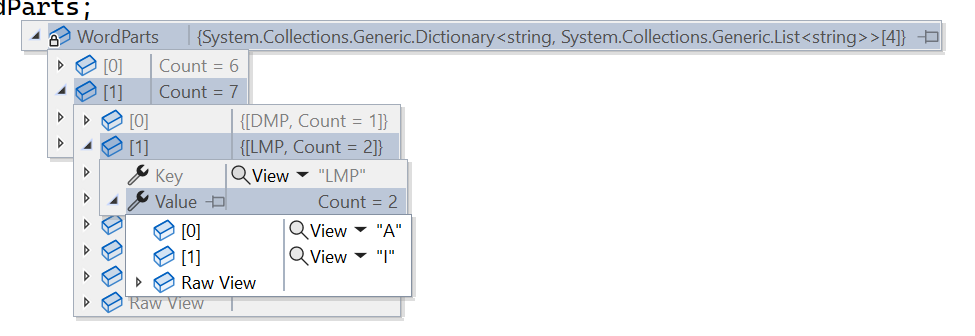 dParts;
WordParts {System.Collections.Generic.Dictionary<string, System.Collections.Generic.List<string>>[4]}
[0] Count = 6
[1] Count = 7
[0] {[DMP, Count = 1]}
[1] {[LMP, Count = 2]}
Key View "LMP"
Value Count = 2
[0] View "A"
[1] View "I"
Raw View
Raw View